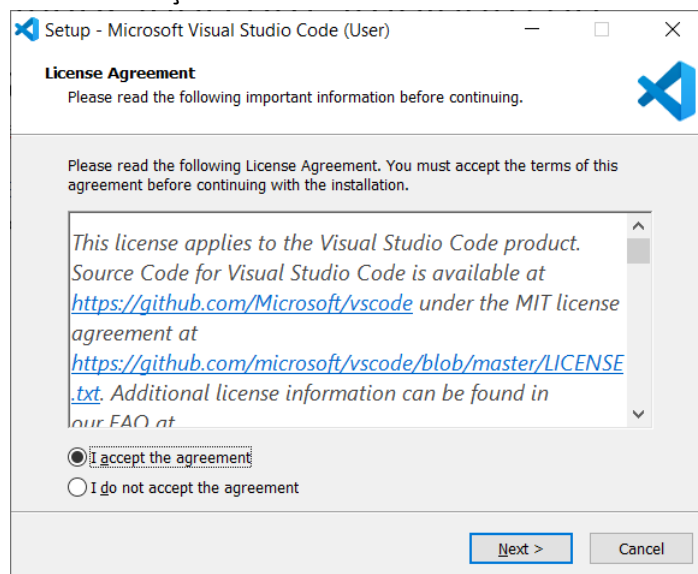 Setup - Microsoft Visual Studio Code (User)
License Agreement
Please read the following important information before continuing.
Please read the following License Agreement. You must accept the terms of this
agreement before continuing with the installation.
This license applies to the Visual Studio Code product.
Source Code for Visual Studio Code is available at
https://github.com/Microsoft/vscode under the MIT license
agreement at
https://github.com/microsoft/vscode/blob/master/LICENSE
.txt. Additional license information can be found in
our FAQ at
I accept the agreement
I do not accept the agreement
Next >
Cancel